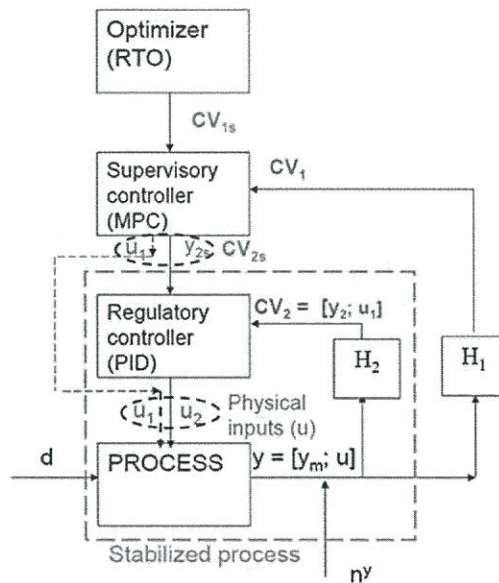 Optimizer
(RTO)
CV1s
Supervisory
controller
(MPC)
CV1
u1 y2s CV2s
Regulatory
controller
(PID)
CV2 = [y2; u1]
H2
H1
u1 u2 Physical
inputs (u)
PROCESS
y = [ym; u]
d
Stabilized process
n^y